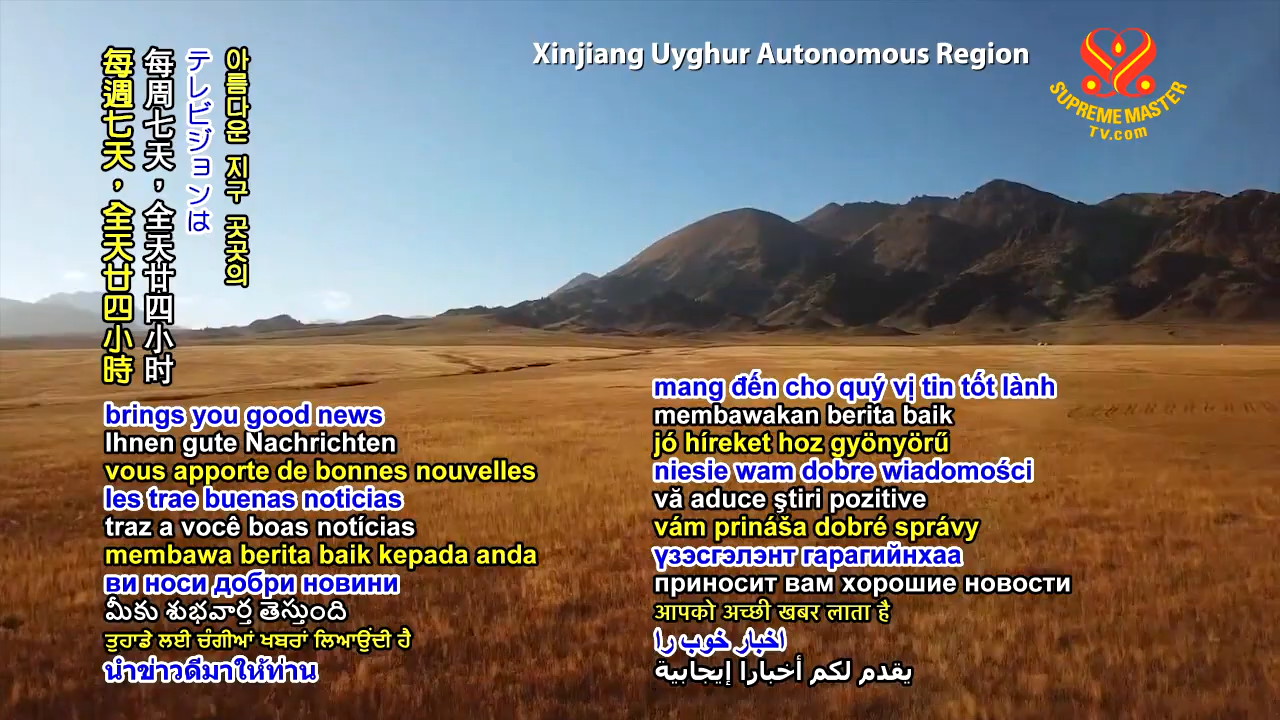 Xinjiang Uyghur Autonomous Region
SUPREME MASTER
TV.com
아름다운 지구 곳곳의
テレビジョンは
每周七天，全天廿四小时
每週七天，全天廿四小時
brings you good news
Ihnen gute Nachrichten
vous apporte de bonnes nouvelles
les trae buenas noticias
traz a você boas notícias
membawa berita baik kepada anda
ви носи добри новини
మీకు శుభవార్త తెస్తుంది
ਤੁਹਾਡੇ ਲਈ ਚੰਗੀਆਂ ਖਬਰਾਂ ਲਿਆਉਂਦੀ ਹੈ
นำข่าวดีมาให้ท่าน
mang đến cho quý vị tin tốt lành
membawakan berita baik
jó híreket hoz gyönyörű
niesie wam dobre wiadomości
vă aduce ştiri pozitive
vám prináša dobré správy
үзэсгэлэнт гарагийнхаа
приносит вам хорошие новости
आपको अच्छी खबर लाता है
اخبار خوب را
يقدم لكم أخبارا إيجابية